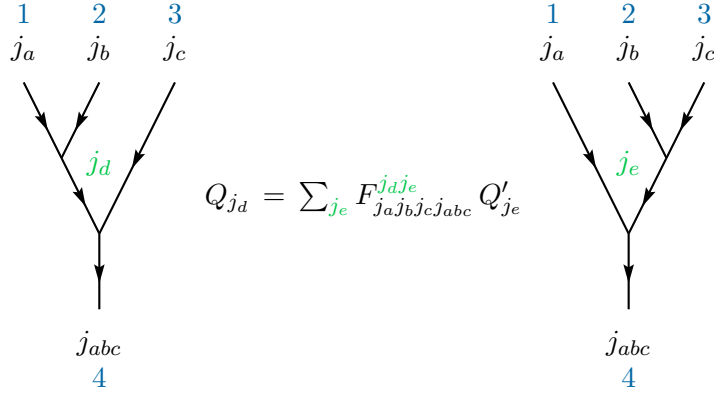 1 2 3 1 2 3
j_a j_b j_c j_a j_b j_c
j_d j_e
Q_{j_d} = ∑_{j_e} F^{j_d j_e}_{j_a j_b j_c j_{abc}} Q'_{j_e}
j_{abc} j_{abc}
4 4